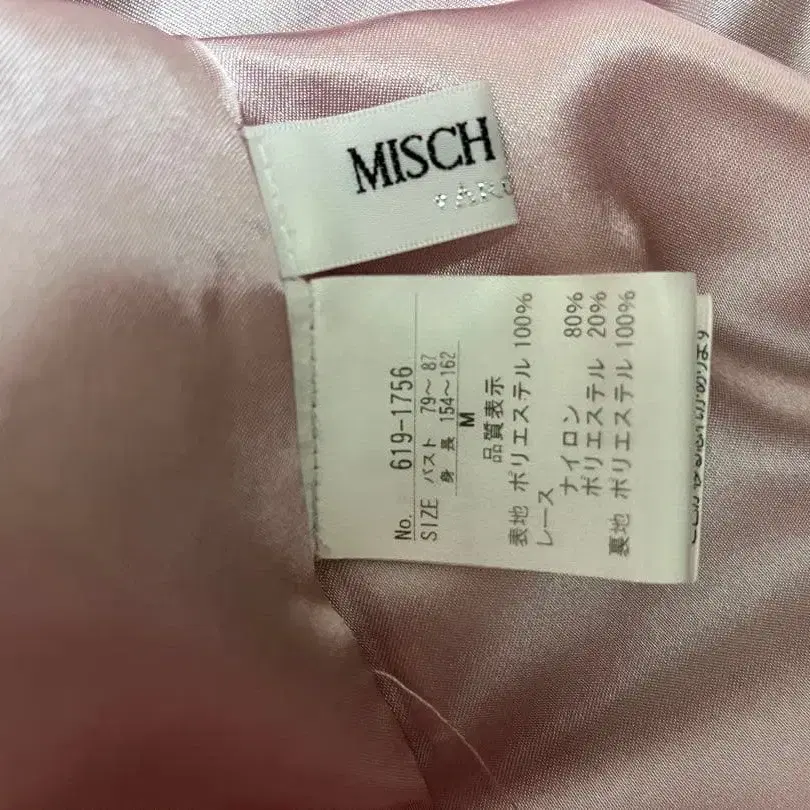 MISCH
No. 619-1756
SIZE バスト 79～ 87
身 長 154～162
M
品質表示
表地 ポリエステル 100%
レース
ナイロン 80%
ポリエステル 20%
裏地 ポリエステル 100%